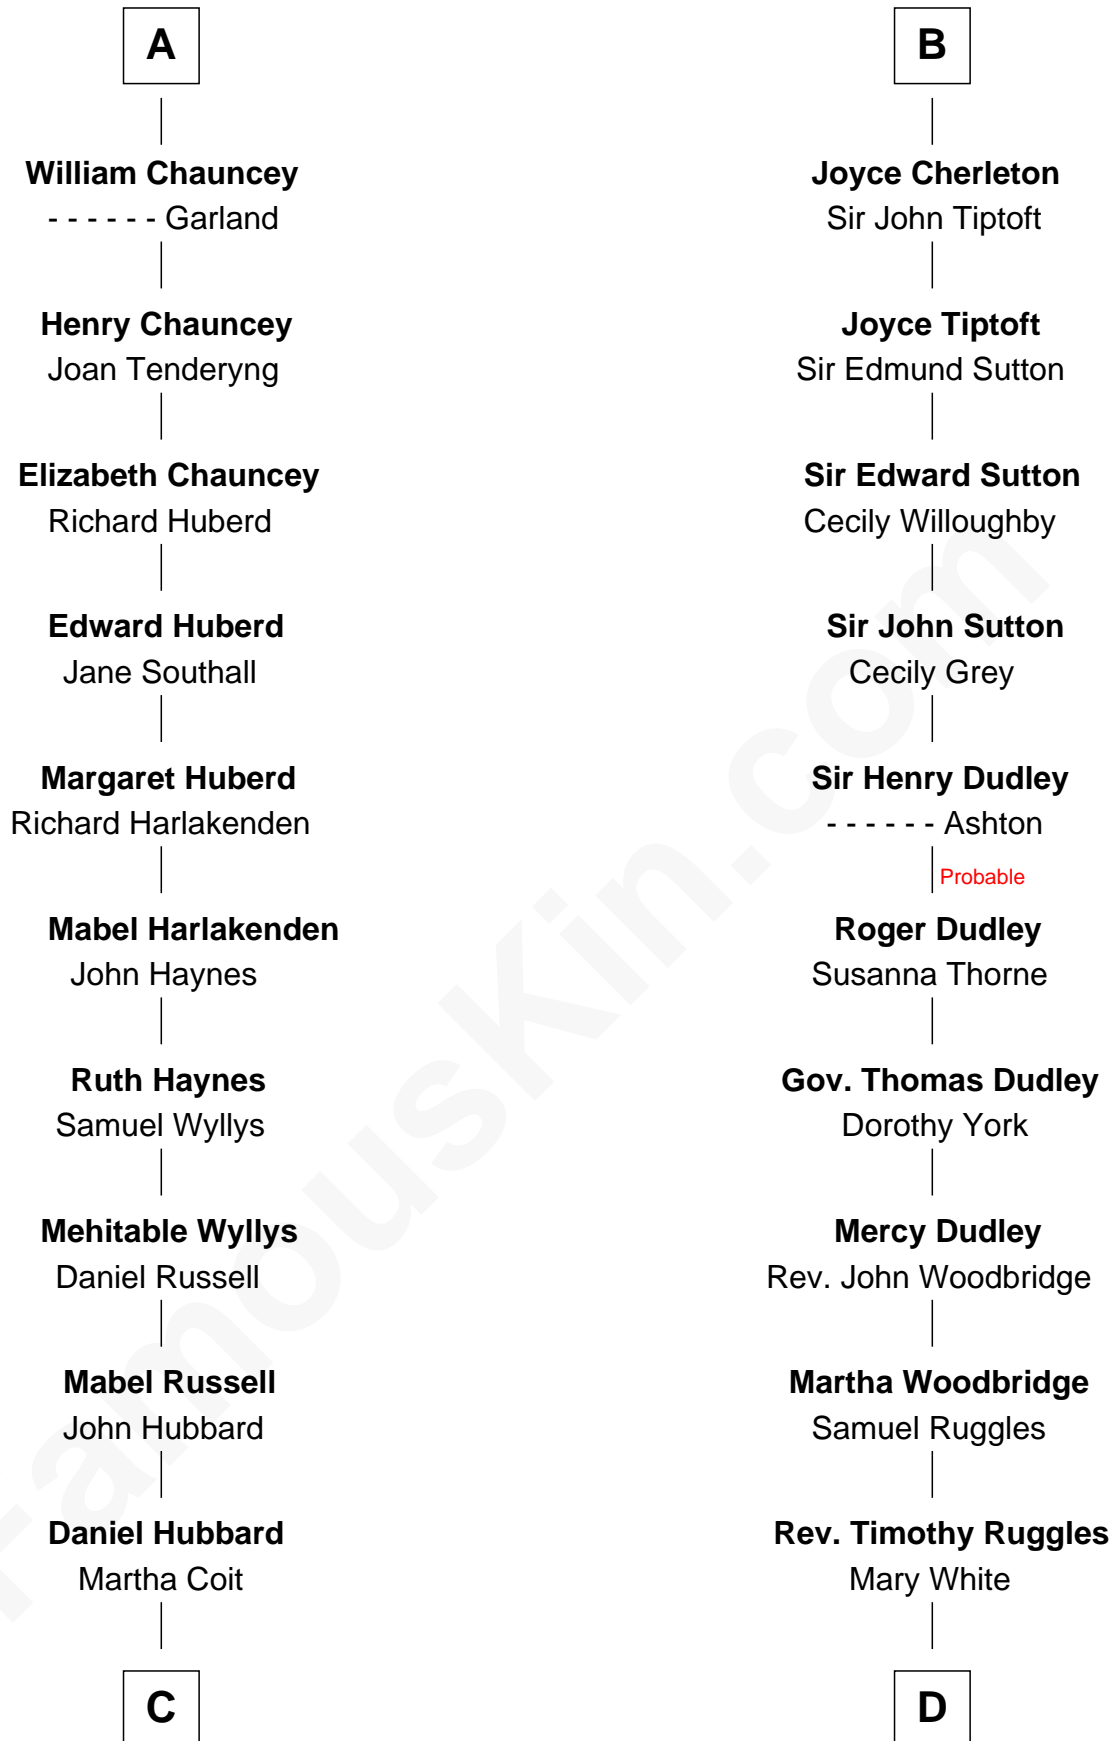 A
William Chauncey
- - - - - - Garland
Henry Chauncey
Joan Tenderyng
Elizabeth Chauncey
Richard Huberd
Edward Huberd
Jane Southall
Margaret Huberd
Richard Harlakenden
Mabel Harlakenden
John Haynes
Ruth Haynes
Samuel Wyllys
Mehitable Wyllys
Daniel Russell
Mabel Russell
John Hubbard
Daniel Hubbard
Martha Coit
C
B
Joyce Cherleton
Sir John Tiptoft
Joyce Tiptoft
Sir Edmund Sutton
Sir Edward Sutton
Cecily Willoughby
Sir John Sutton
Cecily Grey
Sir Henry Dudley
- - - - - - Ashton
Probable
Roger Dudley
Susanna Thorne
Gov. Thomas Dudley
Dorothy York
Mercy Dudley
Rev. John Woodbridge
Martha Woodbridge
Samuel Ruggles
Rev. Timothy Ruggles
Mary White
D
FamousKin.com